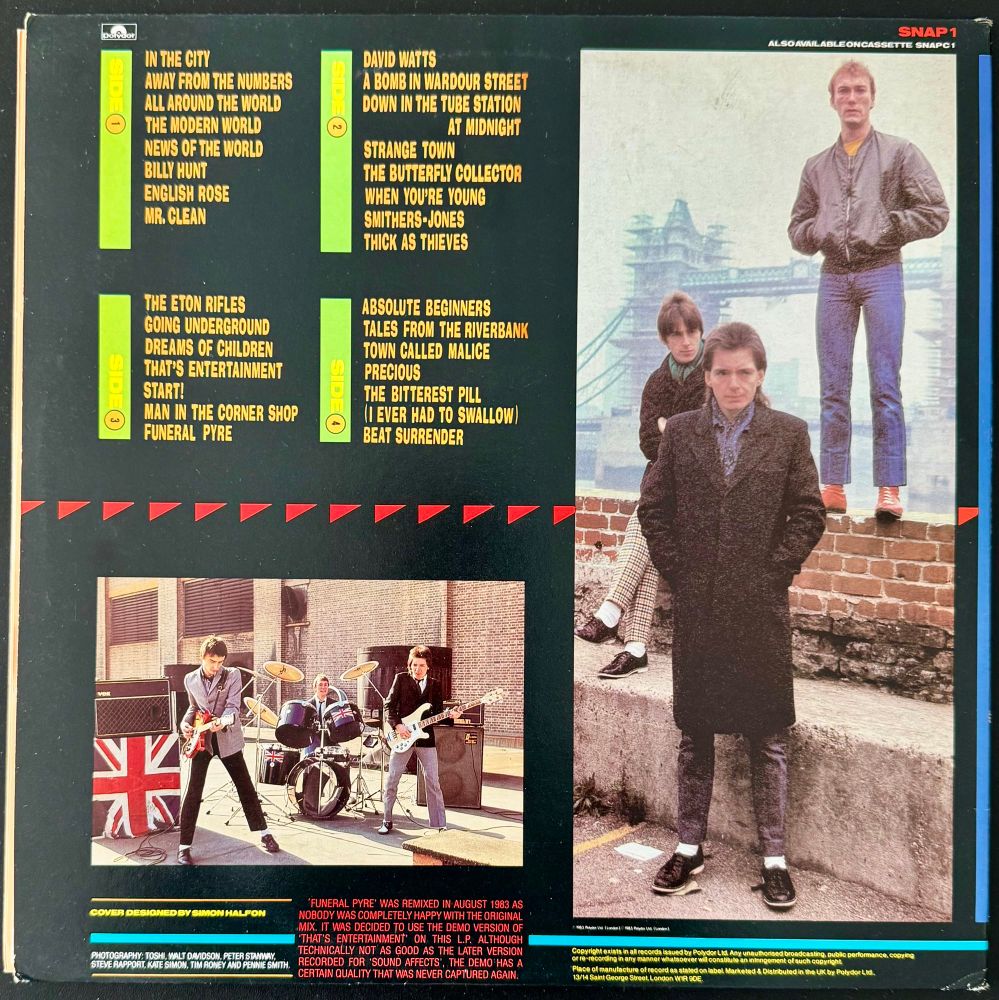 Polydor
SNAP 1
ALSO AVAILABLE ON CASSETTE SNAPC 1
SIDE 1
IN THE CITY
AWAY FROM THE NUMBERS
ALL AROUND THE WORLD
THE MODERN WORLD
NEWS OF THE WORLD
BILLY HUNT
ENGLISH ROSE
MR. CLEAN
SIDE 2
DAVID WATTS
A BOMB IN WARDOUR STREET
DOWN IN THE TUBE STATION
AT MIDNIGHT
STRANGE TOWN
THE BUTTERFLY COLLECTOR
WHEN YOU'RE YOUNG
SMITHERS-JONES
THICK AS THIEVES
SIDE 3
THE ETON RIFLES
GOING UNDERGROUND
DREAMS OF CHILDREN
THAT'S ENTERTAINMENT
START!
MAN IN THE CORNER SHOP
FUNERAL PYRE
SIDE 4
ABSOLUTE BEGINNERS
TALES FROM THE RIVERBANK
TOWN CALLED MALICE
PRECIOUS
THE BITTEREST PILL
(I EVER HAD TO SWALLOW)
BEAT SURRENDER
VOX
COVER DESIGNED BY SIMON HALFON
PHOTOGRAPHY: TOSHI, WALT DAVIDSON, PETER STANWAY,
STEVE RAPPORT, KATE SIMON, TIM RONEY AND PENNIE SMITH.
'FUNERAL PYRE' WAS REMIXED IN AUGUST 1983 AS
NOBODY WAS COMPLETELY HAPPY WITH THE ORIGINAL
MIX. IT WAS DECIDED TO USE THE DEMO VERSION OF
'THAT'S ENTERTAINMENT' ON THIS L.P. ALTHOUGH
TECHNICALLY NOT AS GOOD AS THE LATER VERSION
RECORDED FOR 'SOUND AFFECTS', THE DEMO HAS A
CERTAIN QUALITY THAT WAS NEVER CAPTURED AGAIN.
℗ 1983 Polydor Ltd. (London) © 1983 Polydor Ltd. (London)
Copyright exists in all records issued by Polydor Ltd. Any unauthorised broadcasting, public performance, copying
or re-recording in any manner whatsoever will constitute an infringement of such copyright.
Place of manufacture of record as stated on label. Marketed & Distributed in the UK by Polydor Ltd.,
13/14 Saint George Street, London W1R 9DE.